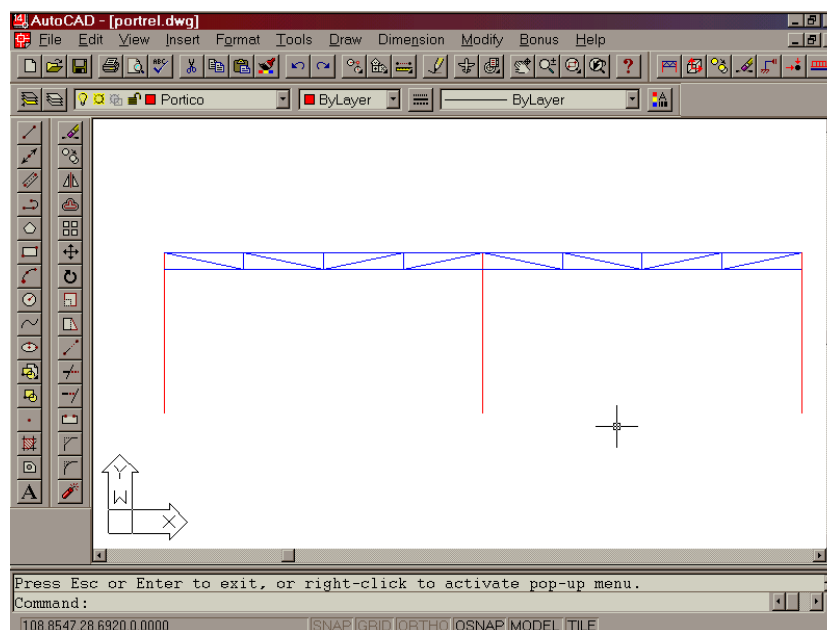 AutoCAD - [portrel.dwg]
File Edit View Insert Format Tools Draw Dimension Modify Bonus Help
ABC
?
Portico ByLayer ByLayer
A
Y
W
X
Press Esc or Enter to exit, or right-click to activate pop-up menu.
Command:
108.8547,28.6920,0.0000 SNAP GRID ORTHO OSNAP MODEL TILE